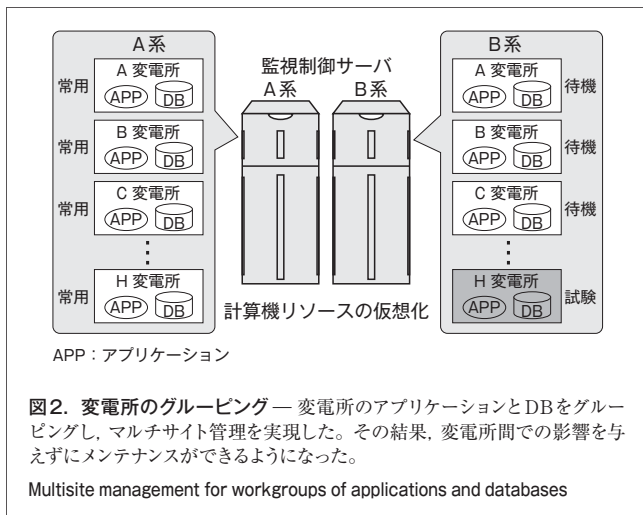 A系
常用
A 変電所
APP
DB
常用
B 変電所
APP
DB
常用
C 変電所
APP
DB
常用
H 変電所
APP
DB
監視制御サーバ
A系
B系
計算機リソースの仮想化
B系
A 変電所
APP
DB
待機
B 変電所
APP
DB
待機
C 変電所
APP
DB
待機
H 変電所
APP
DB
試験
APP:アプリケーション
図2. 変電所のグルーピング — 変電所のアプリケーションとDBをグルー
ピングし,マルチサイト管理を実現した。その結果,変電所間での影響を与
えずにメンテナンスができるようになった。
Multisite management for workgroups of applications and databases